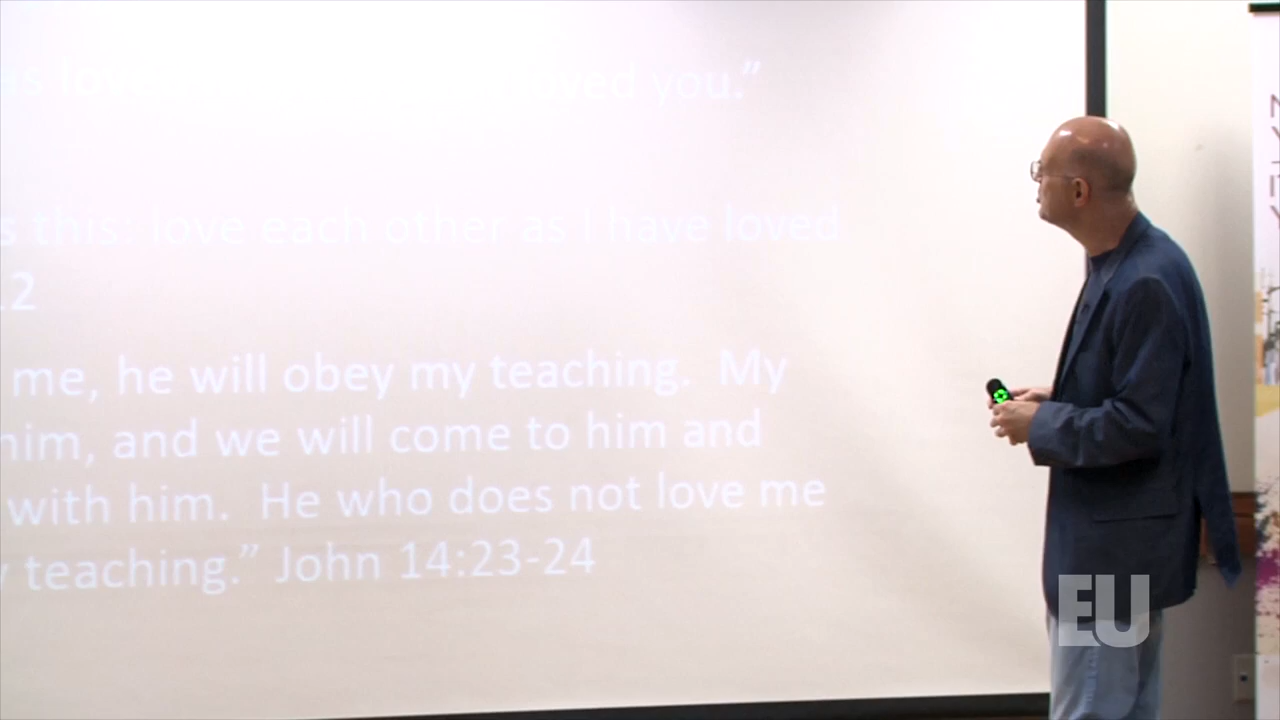 loved you.”
this: love each other as I have loved
12
me, he will obey my teaching. My
him, and we will come to him and
with him. He who does not love me
teaching.” John 14:23-24
EU